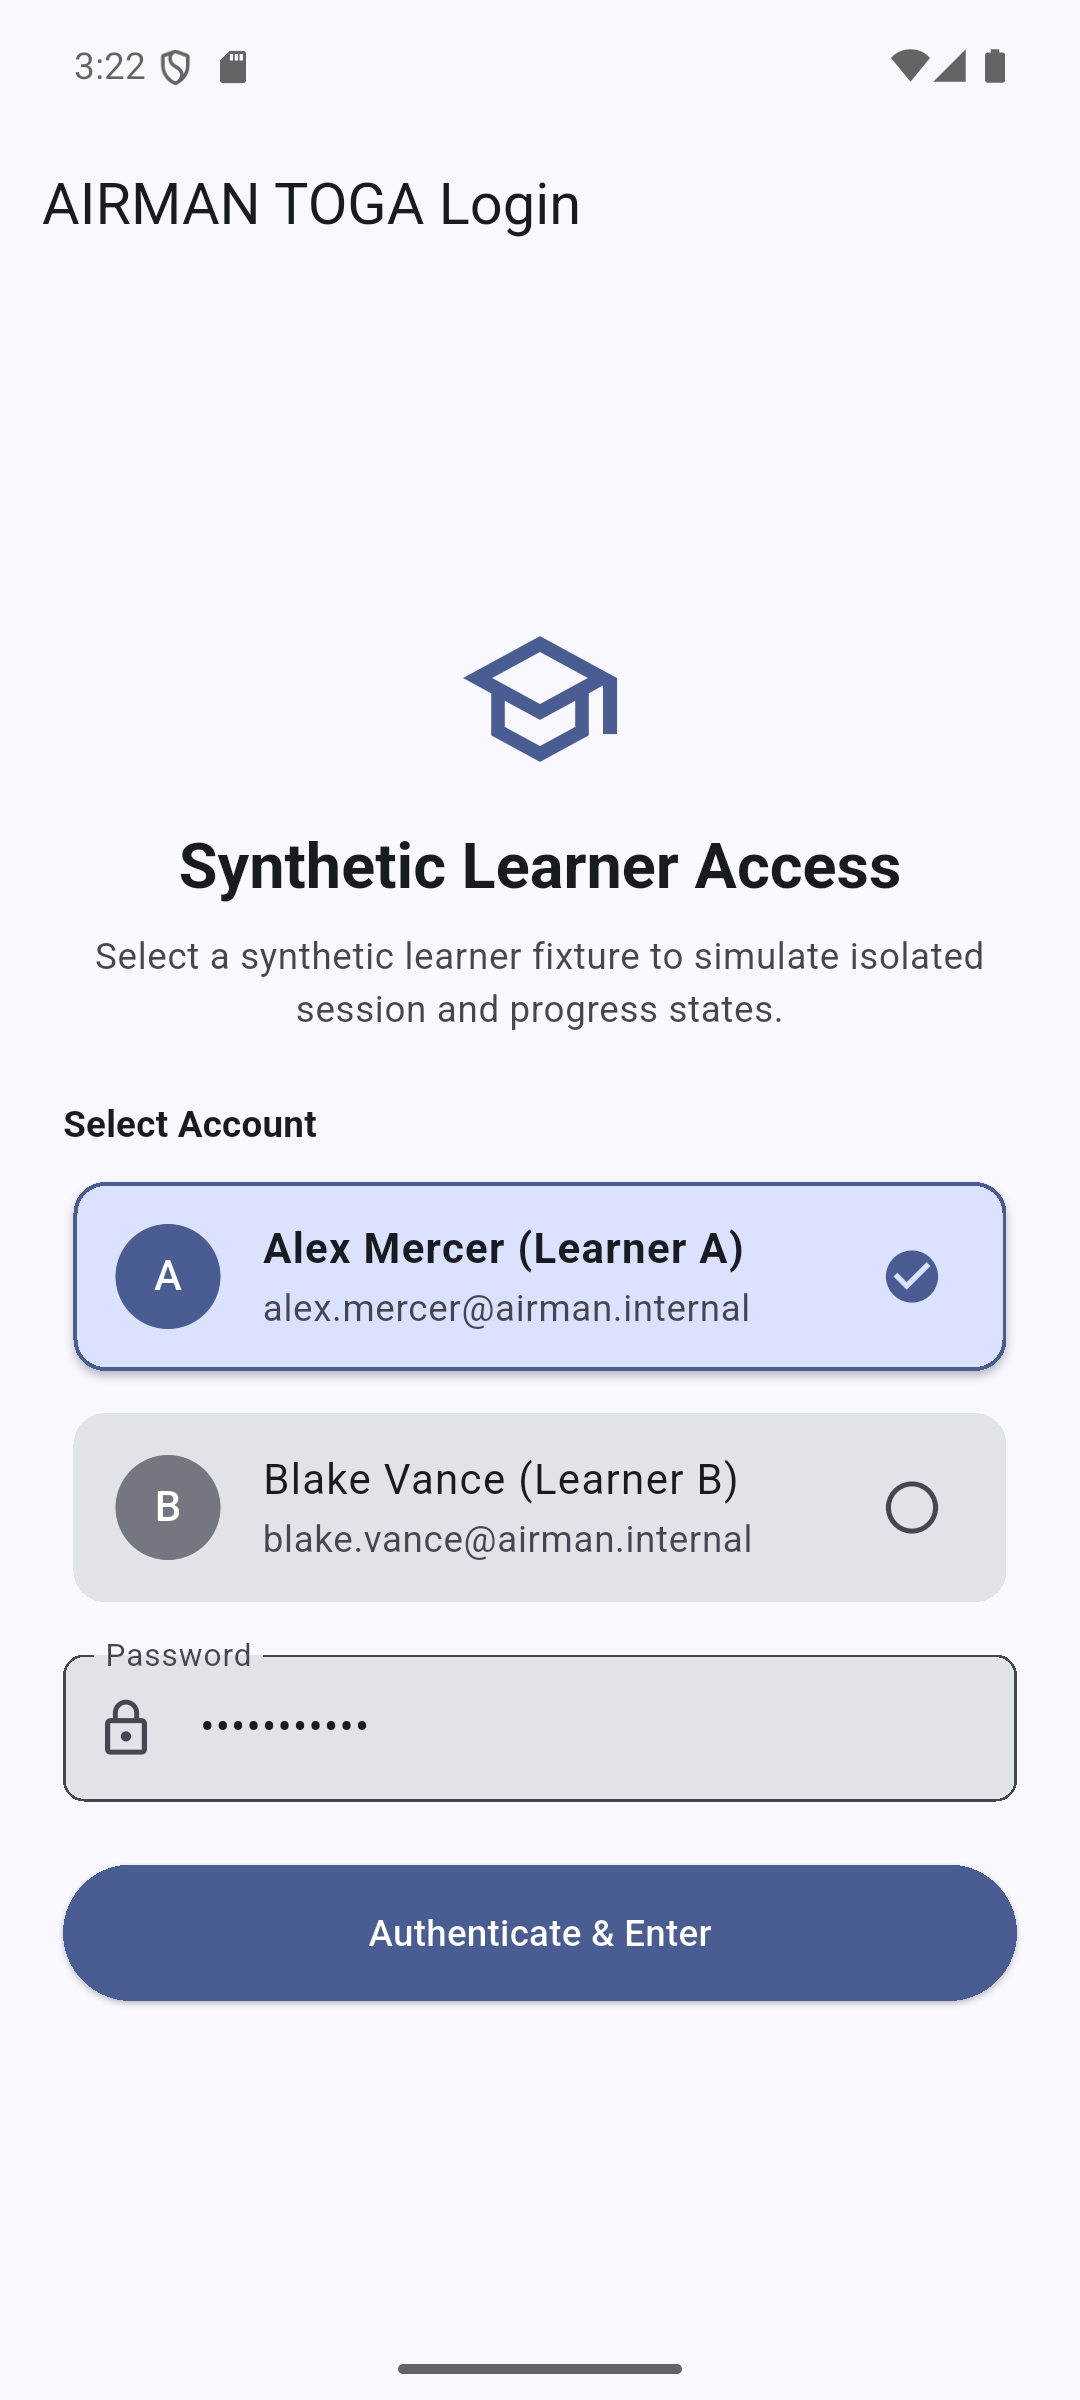 3:22
AIRMAN TOGA Login
Synthetic Learner Access
Select a synthetic learner fixture to simulate isolated
session and progress states.
Select Account
A
Alex Mercer (Learner A)
alex.mercer@airman.internal
B
Blake Vance (Learner B)
blake.vance@airman.internal
Password
•••••••••••
Authenticate & Enter